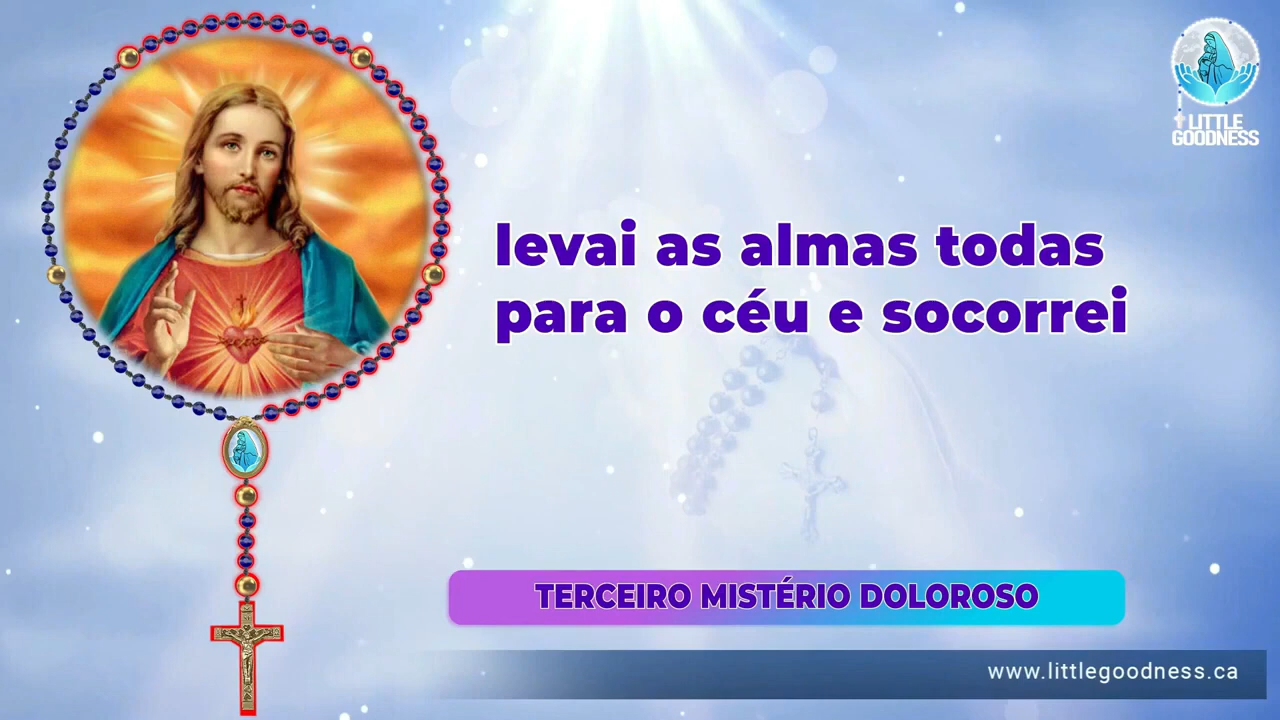 LITTLE
GOODNESS
levai as almas todas
para o céu e socorrei
TERCEIRO MISTÉRIO DOLOROSO
www.littlegoodness.ca